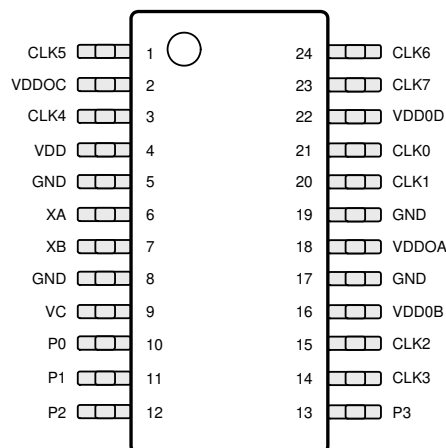 CLK5 1 24 CLK6
VDDOC 2 23 CLK7
CLK4 3 22 VDD0D
VDD 4 21 CLK0
GND 5 20 CLK1
XA 6 19 GND
XB 7 18 VDDOA
GND 8 17 GND
VC 9 16 VDD0B
P0 10 15 CLK2
P1 11 14 CLK3
P2 12 13 P3